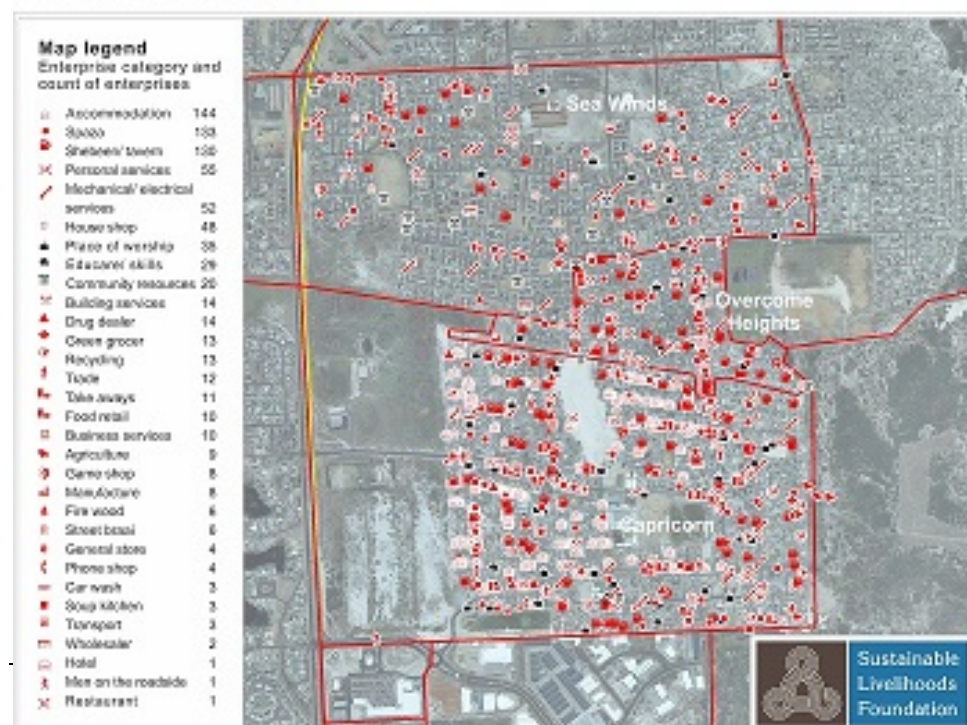 Map legend
Enterprise category and
count of enterprises
Accommodation 144
Spaza 133
Shebeen/ tavern 130
Personal services 55
Mechanical/ electrical
services 52
House shop 48
Place of worship 38
Educare/ skills 29
Community resources 20
Building services 14
Drug dealer 14
Green grocer 13
Recycling 13
Trade 12
Take aways 11
Food retail 10
Business services 10
Agriculture 9
Game shop 8
Manufacture 8
Fire wood 6
Street braai 6
General store 4
Phone shop 4
Car wash 3
Soup kitchen 3
Transport 3
Wholesaler 2
Hotel 1
Men on the roadside 1
Restaurant 1
Sea Winds
Overcome
Heights
Capricorn
Sustainable
Livelihoods
Foundation